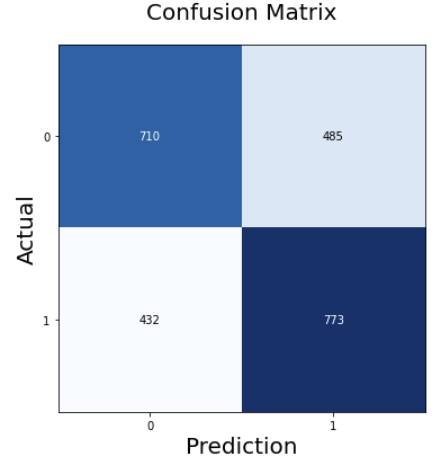 Confusion Matrix
Actual
0
710
485
1
432
773
0
1
Prediction